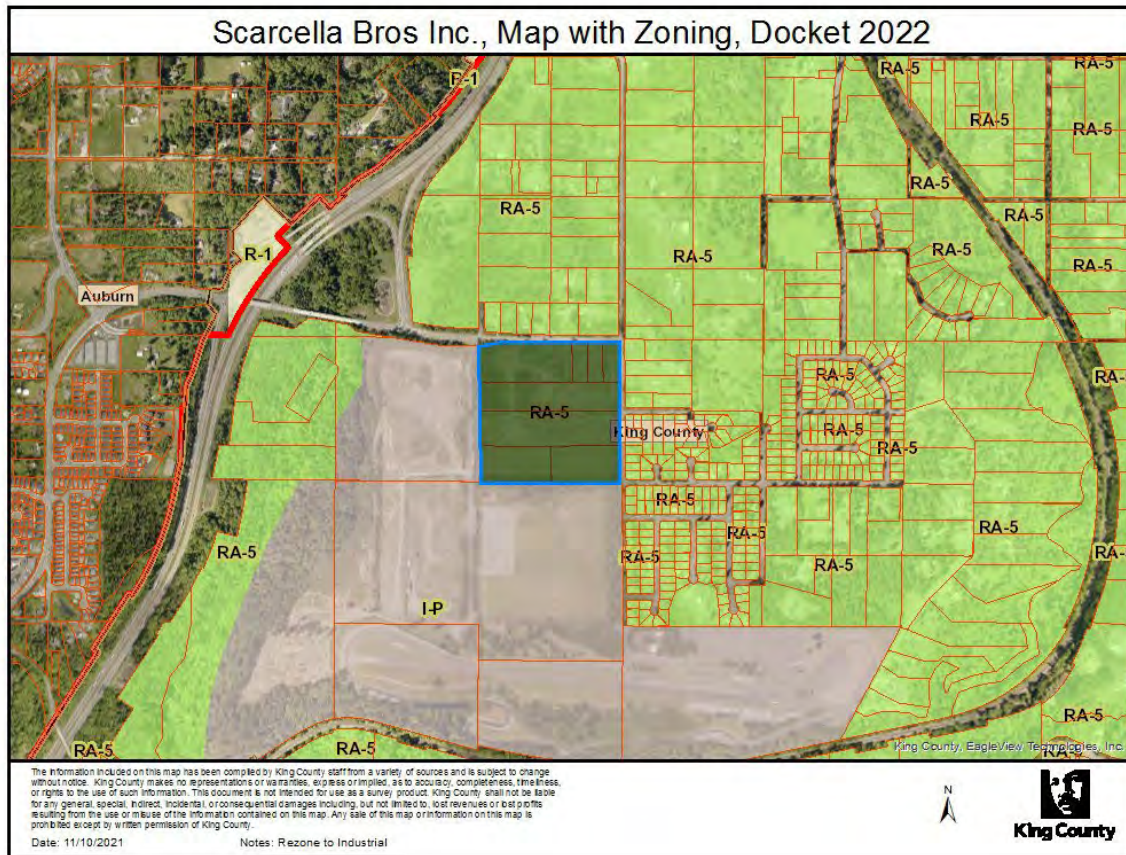 Scarcella Bros Inc., Map with Zoning, Docket 2022
R-1
RA-5
RA-5
RA-5
RA-5
RA-5
RA-5
RA-5
RA-5
RA-5
RA-5
R-1
RA-5
Auburn
RA-
RA-5
RA-5
King County
RA-5
RA-5
RA-5
RA-5
RA-5
RA-5
RA-5
RA-
RA-5
RA-5
I-P
RA-5
RA-5
RA-5
King County, EagleView Technologies, Inc.
The information included on this map has been compiled by King County staff from a variety of sources and is subject to change
without notice. King County makes no representations or warranties, express or implied, as to accuracy, completeness, timeliness,
or rights to the use of such information. This document is not intended for use as a survey product. King County shall not be liable
for any general, special, indirect, incidental, or consequential damages including, but not limited to, lost revenues or lost profits
resulting from the use or misuse of the information contained on this map. Any sale of this map or information on this map is
prohibited except by written permission of King County.
Date: 11/10/2021 Notes: Rezone to Industrial
N
King County